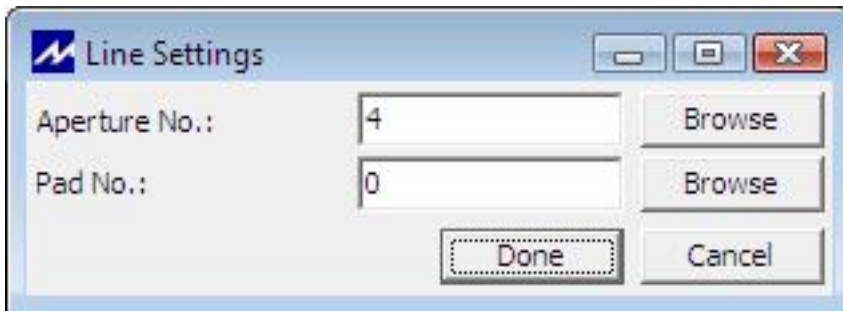 Line Settings
Aperture No.: 4 Browse
Pad No.: 0 Browse
Done Cancel